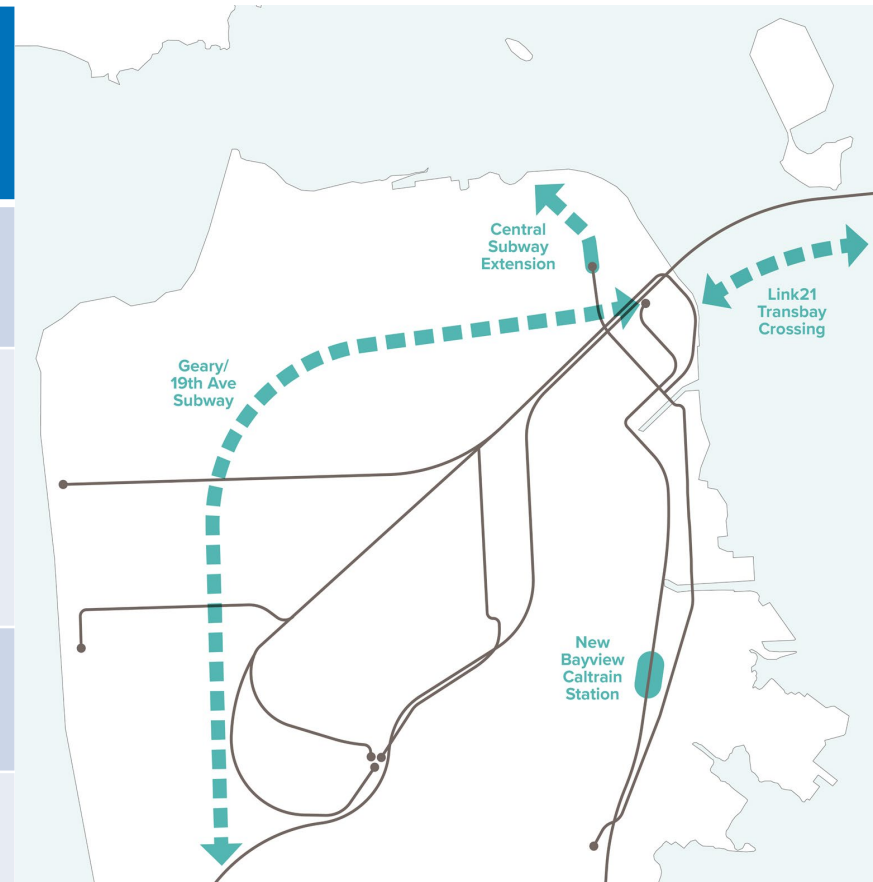 Central
Subway
Extension
Link21
Transbay
Crossing
Geary/
19th Ave
Subway
New
Bayview
Caltrain
Station